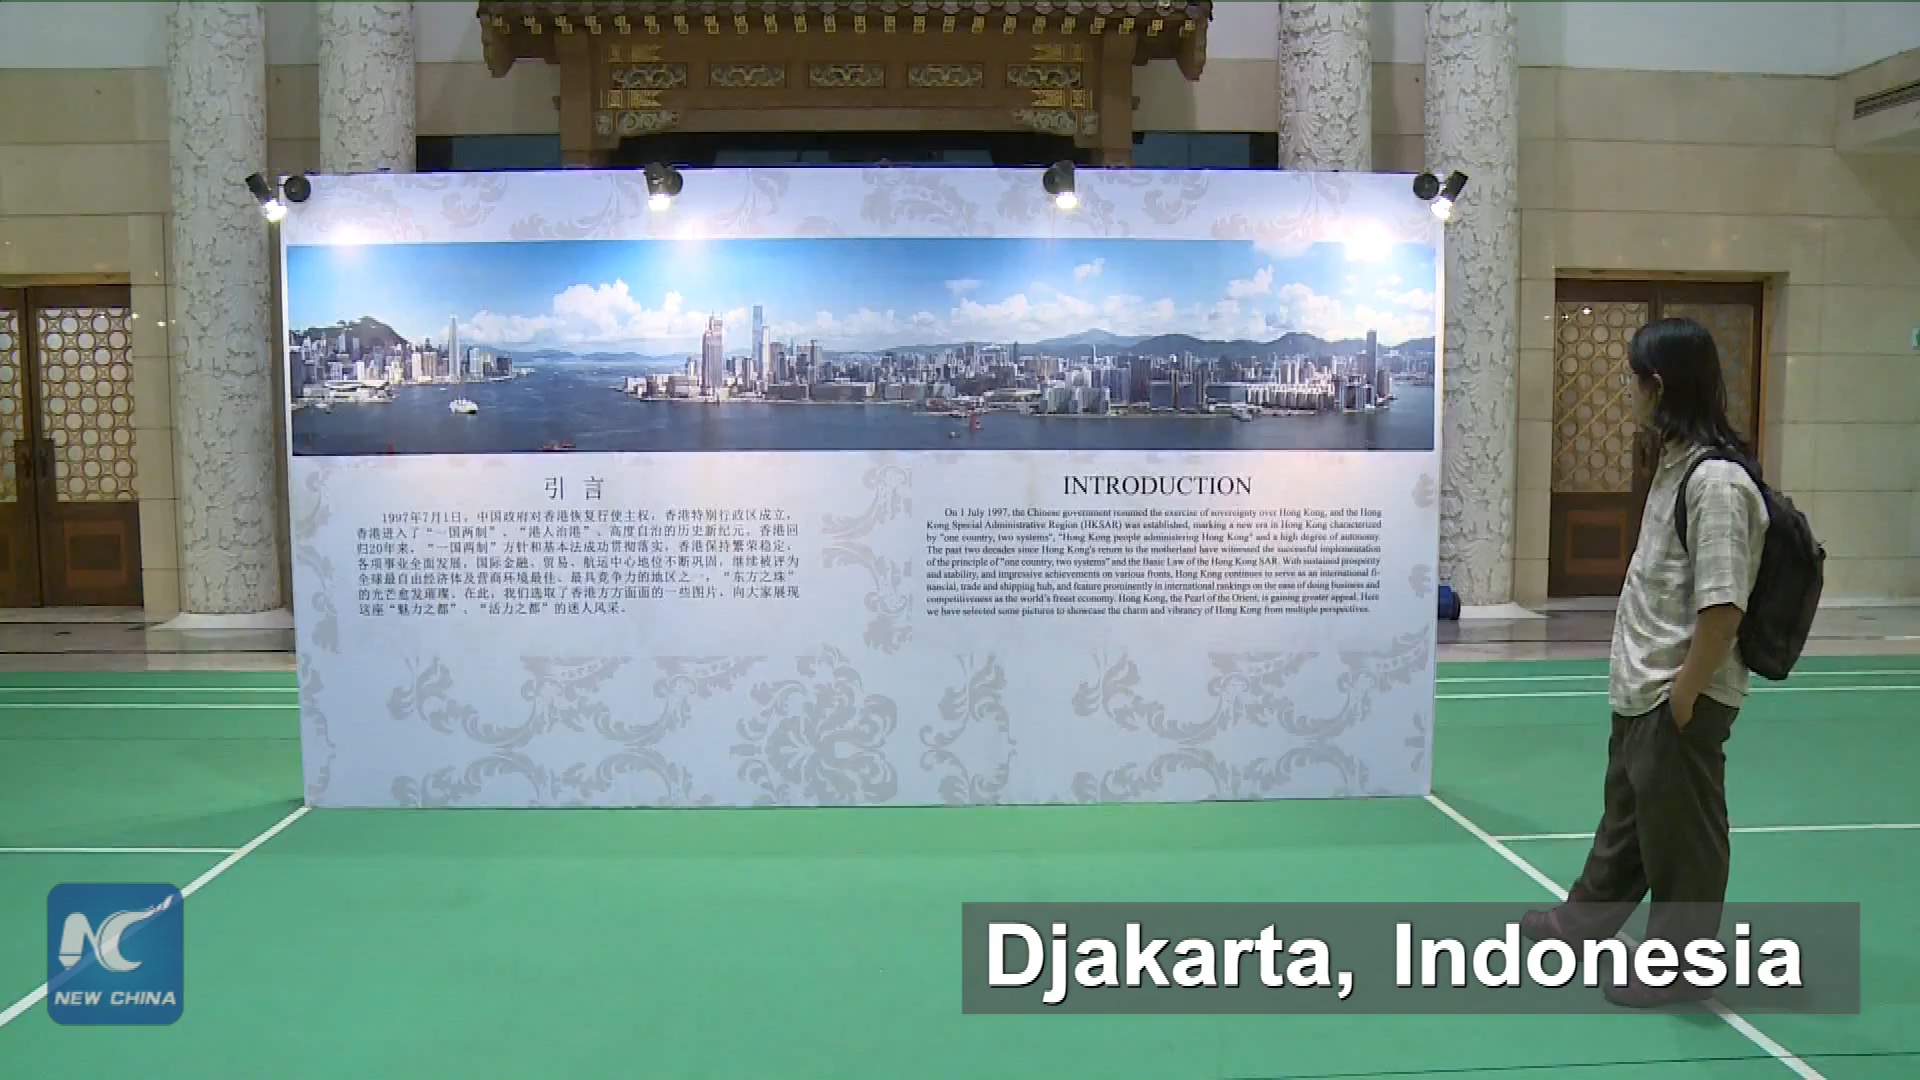 引 言
1997年7月1日，中国政府对香港恢复行使主权，香港特别行政区成立，
香港进入了“一国两制”、“港人治港”、高度自治的历史新纪元。香港回
归20年来，“一国两制”方针和基本法成功贯彻落实，香港保持繁荣稳定，
各项事业全面发展，国际金融、贸易、航运中心地位不断巩固，继续被评为
全球最自由经济体及营商环境最佳、最具竞争力的地区之一，“东方之珠”
的光芒愈发璀璨。在此，我们选取了香港方方面面的一些图片，向大家展现
这座“魅力之都”、“活力之都”的迷人风采。
INTRODUCTION
On 1 July 1997, the Chinese government resumed the exercise of sovereignty over Hong Kong, and the Hong
Kong Special Administrative Region (HKSAR) was established, marking a new era in Hong Kong characterized
by "one country, two systems", "Hong Kong people administering Hong Kong" and a high degree of autonomy.
The past two decades since Hong Kong's return to the motherland have witnessed the successful implementation
of the principle of "one country, two systems" and the Basic Law of the Hong Kong SAR. With sustained prosperity
and stability, and impressive achievements on various fronts, Hong Kong continues to serve as an international fi-
nancial, trade and shipping hub, and feature prominently in international rankings on the ease of doing business and
competitiveness as the world's freest economy. Hong Kong, the Pearl of the Orient, is gaining greater appeal. Here
we have selected some pictures to showcase the charm and vibrancy of Hong Kong from multiple perspectives.
NC
NEW CHINA
Djakarta, Indonesia